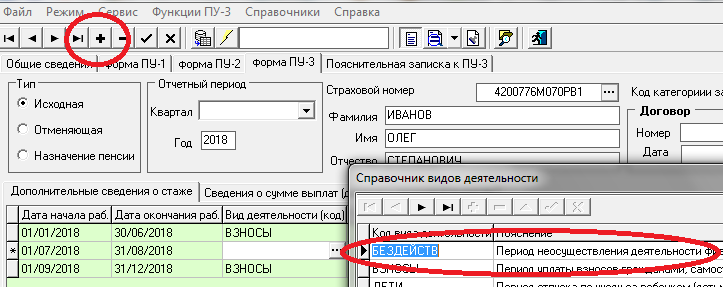 Файл Режим Сервис Функции ПУ-3 Справочники Справка
Общие сведения Форма ПУ-1 Форма ПУ-2 Форма ПУ-3 Пояснительная записка к ПУ-3
Тип
Исходная
Отменяющая
Назначение пенсии
Отчетный период
Квартал
Год 2018
Страховой номер 4200776М070РВ1 ...
Фамилия ИВАНОВ
Имя ОЛЕГ
Отчество СТЕПАНОВИЧ
Код категориии за
Договор
Номер
Дата
Дополнительные сведения о стаже Сведения о сумме выплат (д
Дата начала раб. Дата окончания раб. Вид деятельности (код)
01/01/2018 30/06/2018 ВЗНОСЫ
* 01/07/2018 31/08/2018 ...
01/09/2018 31/12/2018 ВЗНОСЫ
Справочник видов деятельности
Код вида деятельности Пояснение
БЕЗДЕЙСТВ Период неосуществления деятельности физ
ВЗНОСЫ Период уплаты взносов гражданами, самост
ДЕТИ Период отпуска по уходу за ребенком (